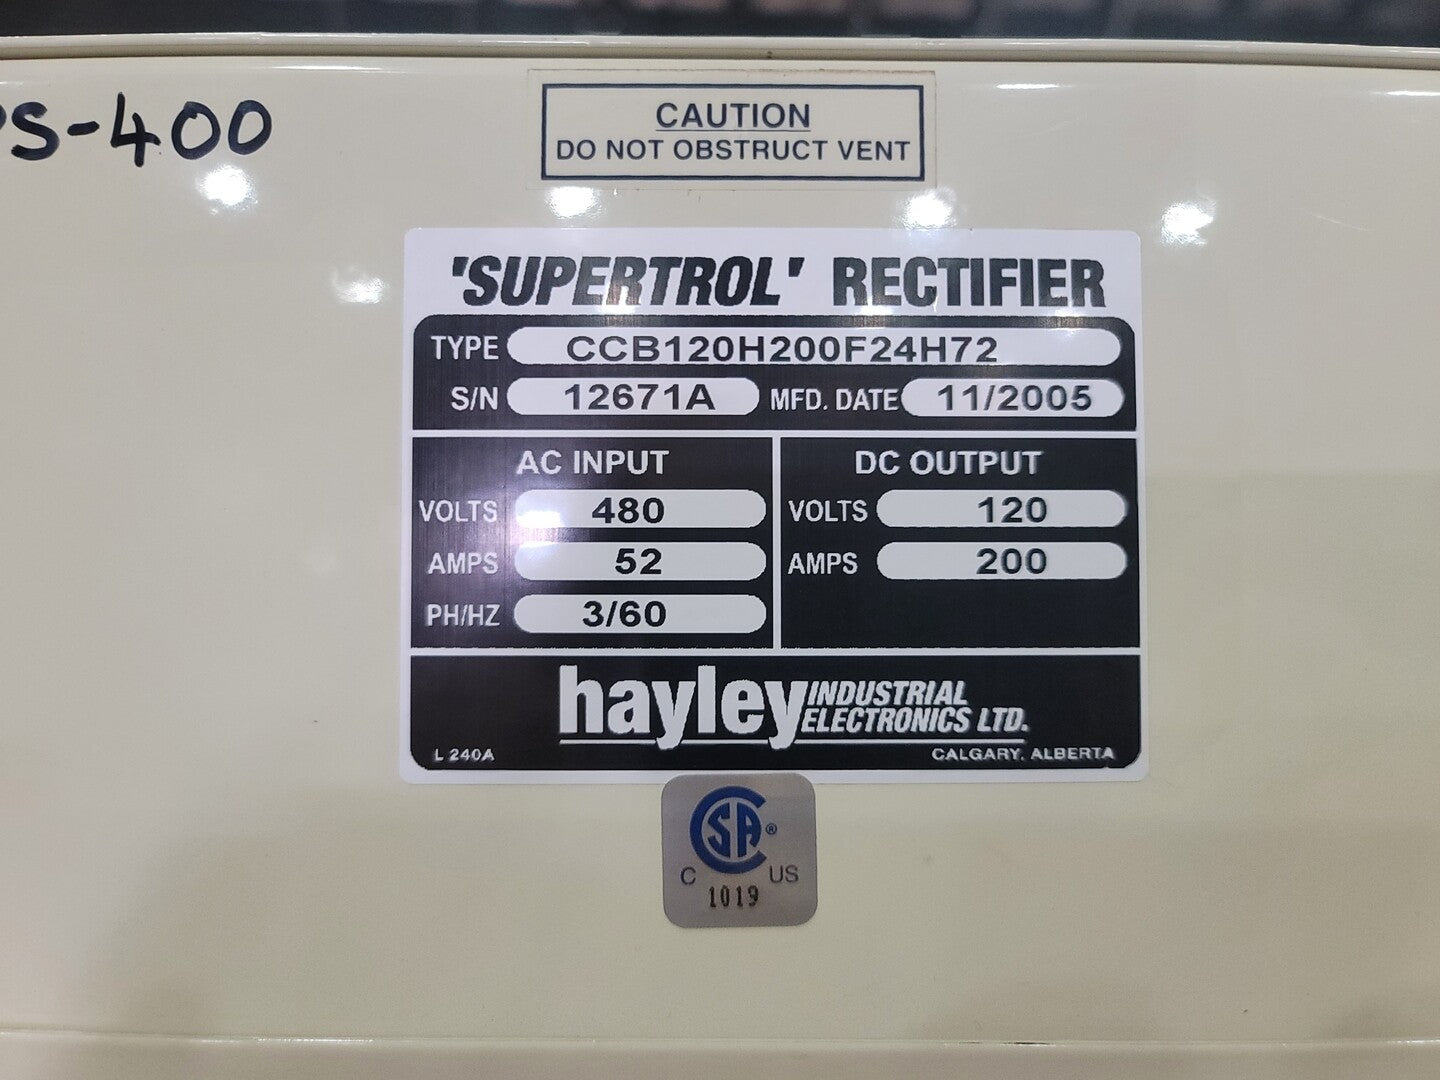 PS-400
CAUTION
DO NOT OBSTRUCT VENT
'SUPERTROL' RECTIFIER
TYPE CCB120H200F24H72
S/N 12671A MFD. DATE 11/2005
AC INPUT
VOLTS 480
AMPS 52
PH/HZ 3/60
DC OUTPUT
VOLTS 120
AMPS 200
hayley INDUSTRIAL
ELECTRONICS LTD.
L 240A
CALGARY, ALBERTA
CSA ®
C US
1019